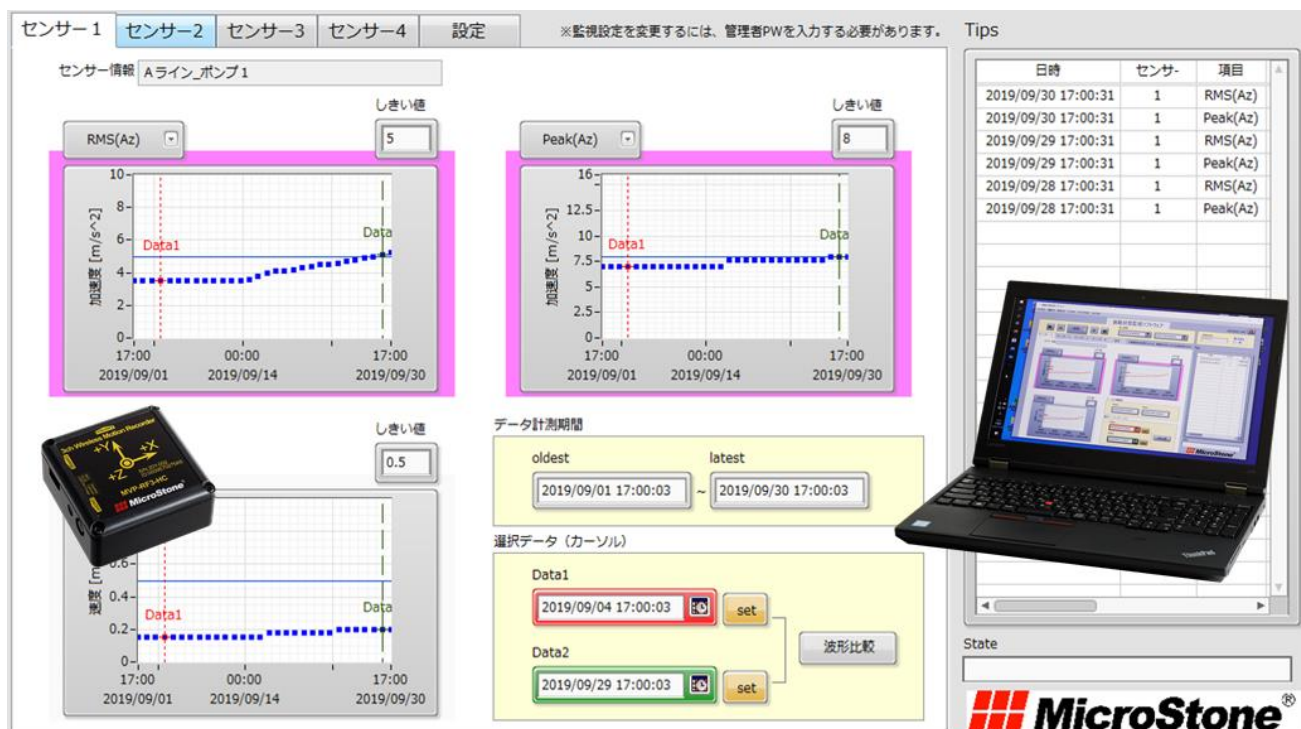 センサー1 センサー2 センサー3 センサー4 設定 ※監視設定を変更するには、管理者PWを入力する必要があります。
センサー情報 Aライン_ポンプ1
しきい値
RMS(Az) 5
10
8
6
4
2
0
加速度 [m/s^2]
Data1 Data
17:00 00:00 17:00
2019/09/01 2019/09/14 2019/09/30
しきい値
Peak(Az) 8
16
12.5
10
7.5
5
2.5
0
加速度 [m/s^2]
Data1 Data
17:00 00:00 17:00
2019/09/01 2019/09/14 2019/09/30
3ch Wireless Motion Recorder
+Y +X
+Z
MVP-RF3-HC
MicroStone
しきい値
0.5
0.6
0.4
0.2
0
速度 [m
Data1 Data
17:00 00:00 17:00
2019/09/01 2019/09/14 2019/09/30
データ計測期間
oldest latest
2019/09/01 17:00:03 ~ 2019/09/30 17:00:03
選択データ（カーソル）
Data1
2019/09/04 17:00:03 set
波形比較
Data2
2019/09/29 17:00:03 set
Tips
日時 センサ- 項目
2019/09/30 17:00:31 1 RMS(Az)
2019/09/30 17:00:31 1 Peak(Az)
2019/09/29 17:00:31 1 RMS(Az)
2019/09/29 17:00:31 1 Peak(Az)
2019/09/28 17:00:31 1 RMS(Az)
2019/09/28 17:00:31 1 Peak(Az)
MicroStone
ThinkPad
State
MicroStone®